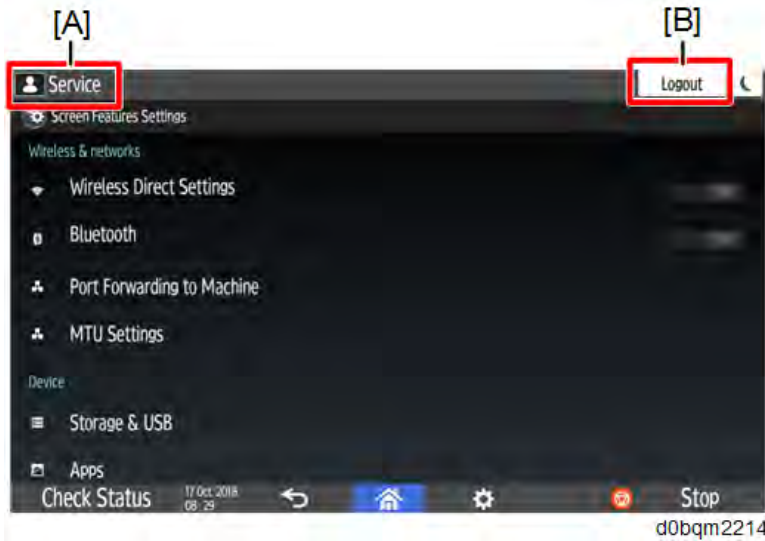 [A] [B]
Service Logout
Screen Features Settings
Wireless & networks
Wireless Direct Settings
Bluetooth
Port Forwarding to Machine
MTU Settings
Device
Storage & USB
Apps
Check Status 17 Oct 2018 Stop
08:29
d0bqm2214